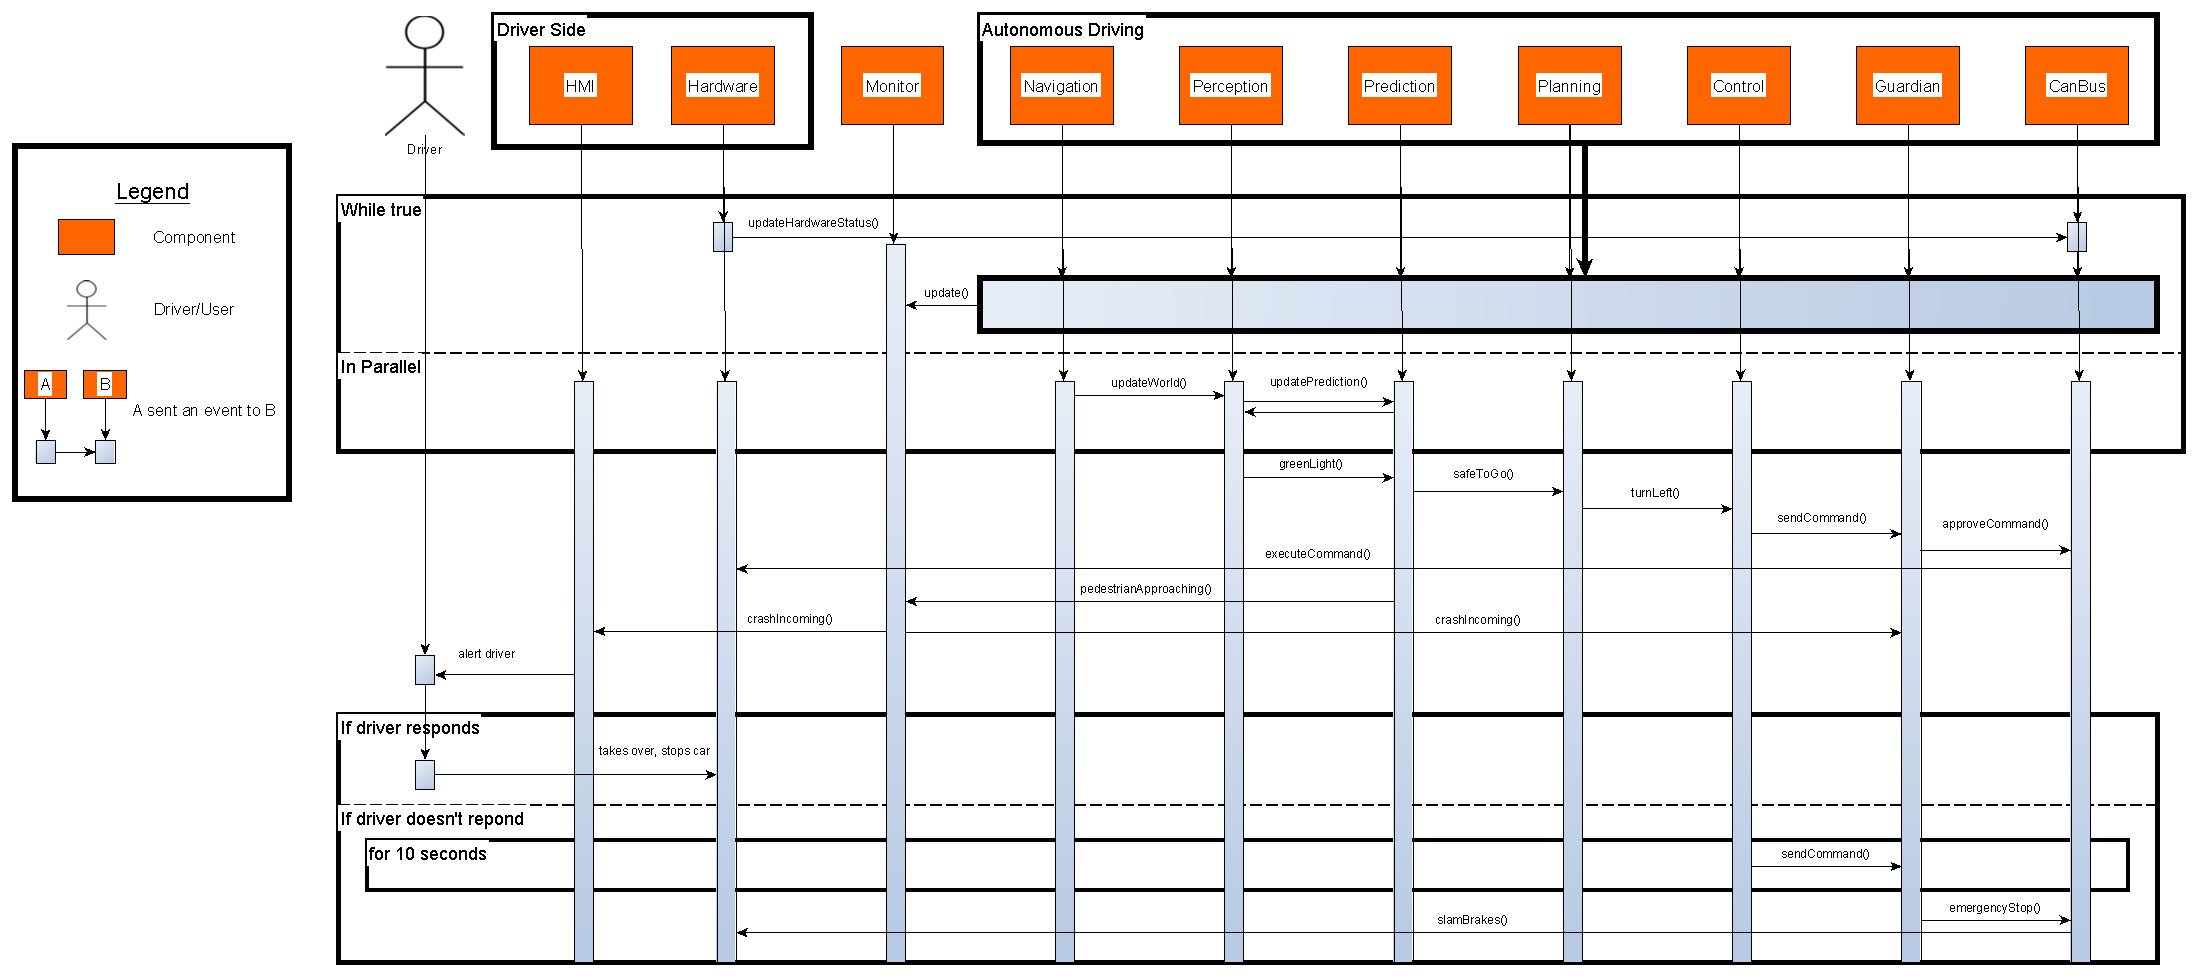 Driver Side
Autonomous Driving
HMI
Hardware
Monitor
Navigation
Perception
Prediction
Planning
Control
Guardian
CanBus
Driver
Legend
Component
Driver/User
A
B
A sent an event to B
While true
updateHardwareStatus()
update()
In Parallel
updateWorld()
updatePrediction()
greenLight()
safeToGo()
turnLeft()
sendCommand()
approveCommand()
executeCommand()
pedestrianApproaching()
crashIncoming()
crashIncoming()
alert driver
If driver responds
takes over, stops car
If driver doesn't repond
for 10 seconds
sendCommand()
emergencyStop()
slamBrakes()